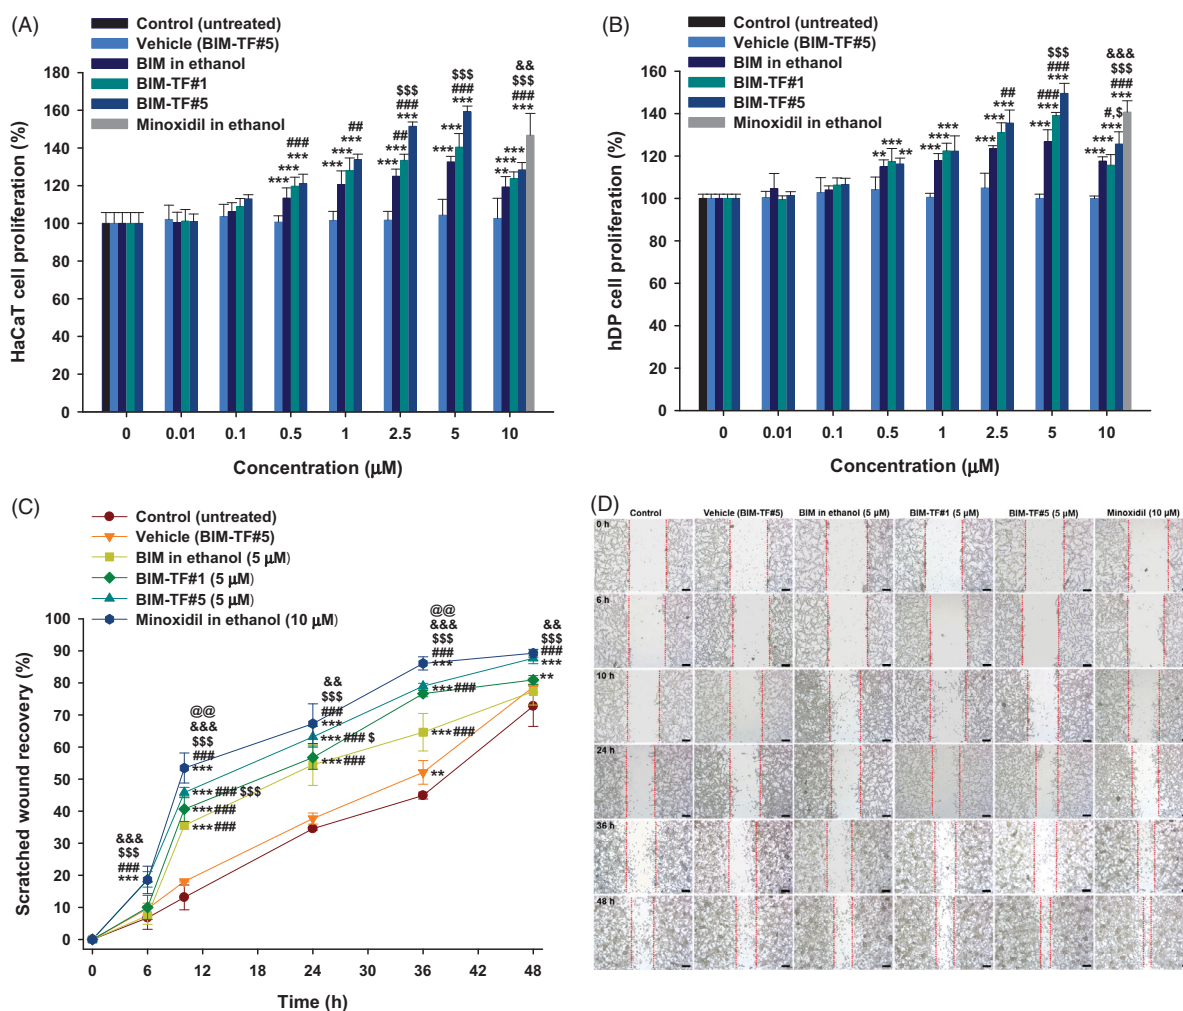 (A)
Control (untreated)
Vehicle (BIM-TF#5)
BIM in ethanol
BIM-TF#1
BIM-TF#5
Minoxidil in ethanol
HaCaT cell proliferation (%)
180
160
140
120
100
80
60
40
20
0
###
***
***
***
##
***
***
***
$$$
###
***
##
***
***
$$$
###
***
***
***
&&
$$$
###
***
***
***
**
0 0.01 0.1 0.5 1 2.5 5 10
Concentration (µM)
(B)
Control (untreated)
Vehicle (BIM-TF#5)
BIM in ethanol
BIM-TF#1
BIM-TF#5
Minoxidil in ethanol
hDP cell proliferation (%)
160
140
120
100
80
60
40
20
0
***
** **
***
***
***
##
***
***
***
$$$
###
***
###
***
***
&&&
$$$
###
***
#,$
***
***
***
0 0.01 0.1 0.5 1 2.5 5 10
Concentration (µM)
(C)
Control (untreated)
Vehicle (BIM-TF#5)
BIM in ethanol (5 µM)
BIM-TF#1 (5 µM)
BIM-TF#5 (5 µM)
Minoxidil in ethanol (10 µM)
Scratched wound recovery (%)
100
90
80
70
60
50
40
30
20
10
0
&&&
$$$
###
***
@@
&&&
$$$
###
***
***###$$$
***###
***###
&&
$$$
###
***
***###$
***###
@@
&&&
$$$
###
***
***###
***###
**
&&
$$$
###
***
**
0 6 12 18 24 30 36 42 48
Time (h)
(D)
Control Vehicle (BIM-TF#5) BIM in ethanol (5 µM) BIM-TF#1 (5 µM) BIM-TF#5 (5 µM) Minoxidil (10 µM)
0 h
6 h
10 h
24 h
36 h
48 h